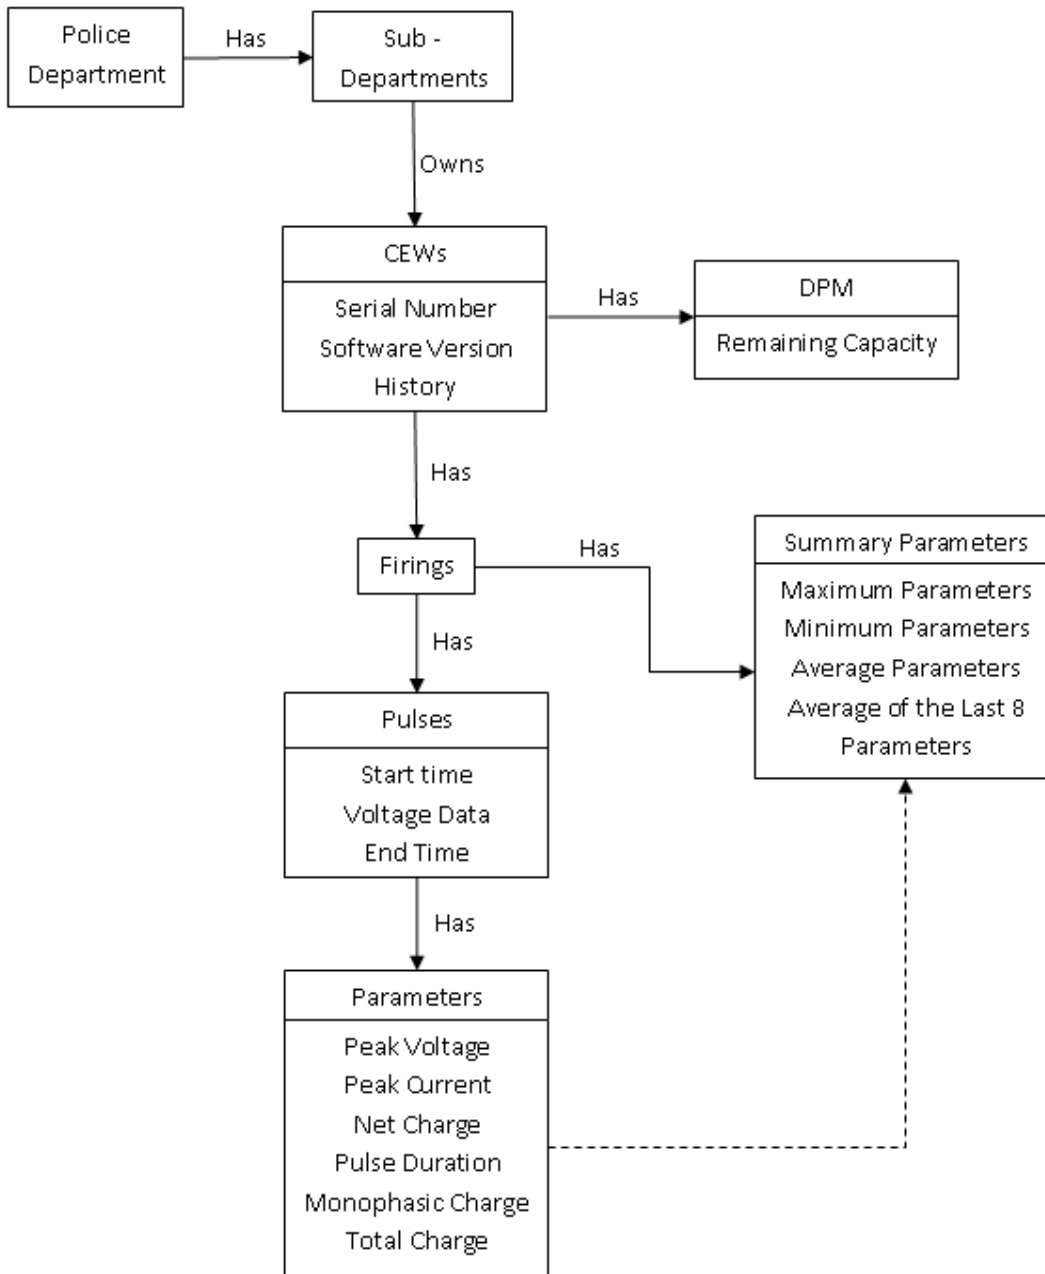 Police
Department
Has
Sub -
Departments
Owns
CEWs
Serial Number
Software Version
History
Has
DPM
Remaining Capacity
Has
Firings
Has
Summary Parameters
Maximum Parameters
Minimum Parameters
Average Parameters
Average of the Last 8
Parameters
Has
Pulses
Start time
Voltage Data
End Time
Has
Parameters
Peak Voltage
Peak Current
Net Charge
Pulse Duration
Monophasic Charge
Total Charge